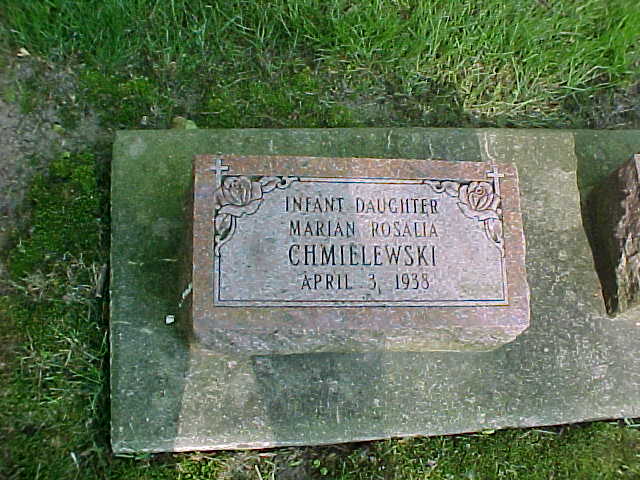 INFANT DAUGHTER
MARIAN ROSALIA
CHMIELEWSKI
APRIL 3, 1938